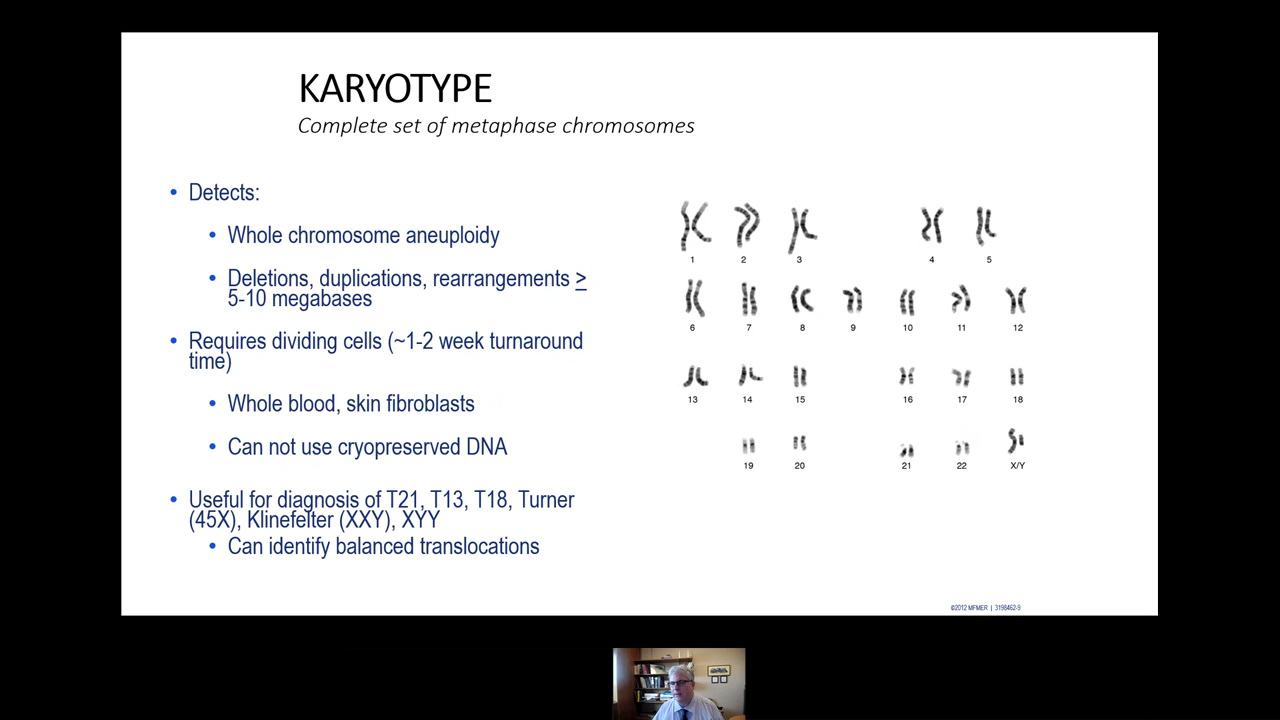 KARYOTYPE
Complete set of metaphase chromosomes
• Detects:
• Whole chromosome aneuploidy
• Deletions, duplications, rearrangements >
5-10 megabases
• Requires dividing cells (~1-2 week turnaround
time)
• Whole blood, skin fibroblasts
• Can not use cryopreserved DNA
• Useful for diagnosis of T21, T13, T18, Turner
(45X), Klinefelter (XXY), XYY
• Can identify balanced translocations
1 2 3 4 5
6 7 8 9 10 11 12
13 14 15 16 17 18
19 20 21 22 X/Y
©2012 MFMER | 3198462-9